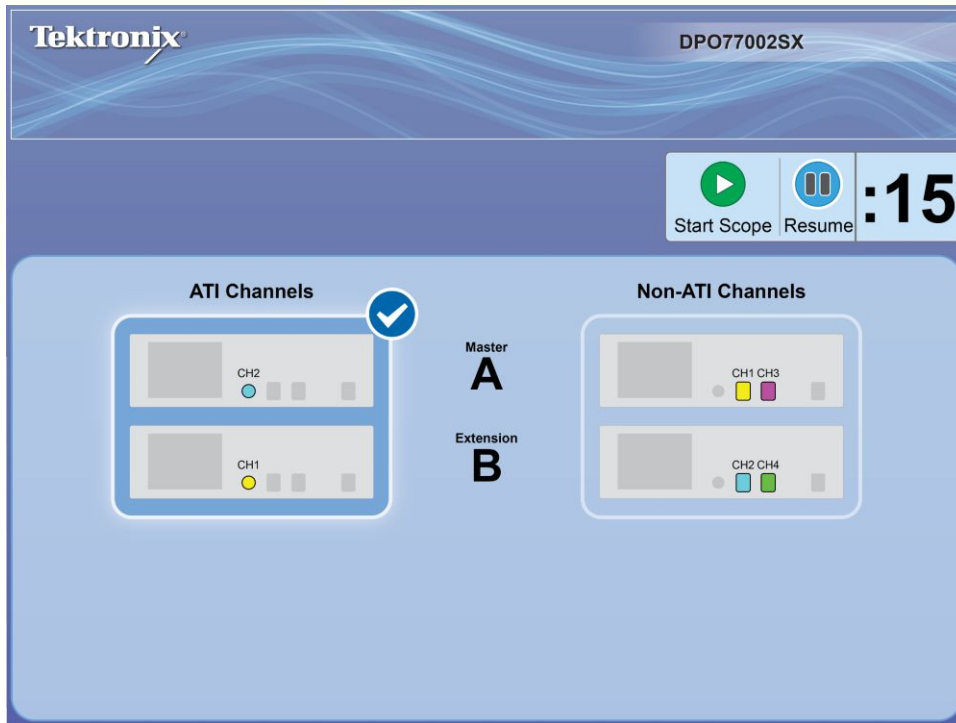 Tektronix
DPO77002SX
Start Scope
Resume
:15
ATI Channels
Non-ATI Channels
CH2
Master
A
CH1 CH3
CH1
Extension
B
CH2 CH4